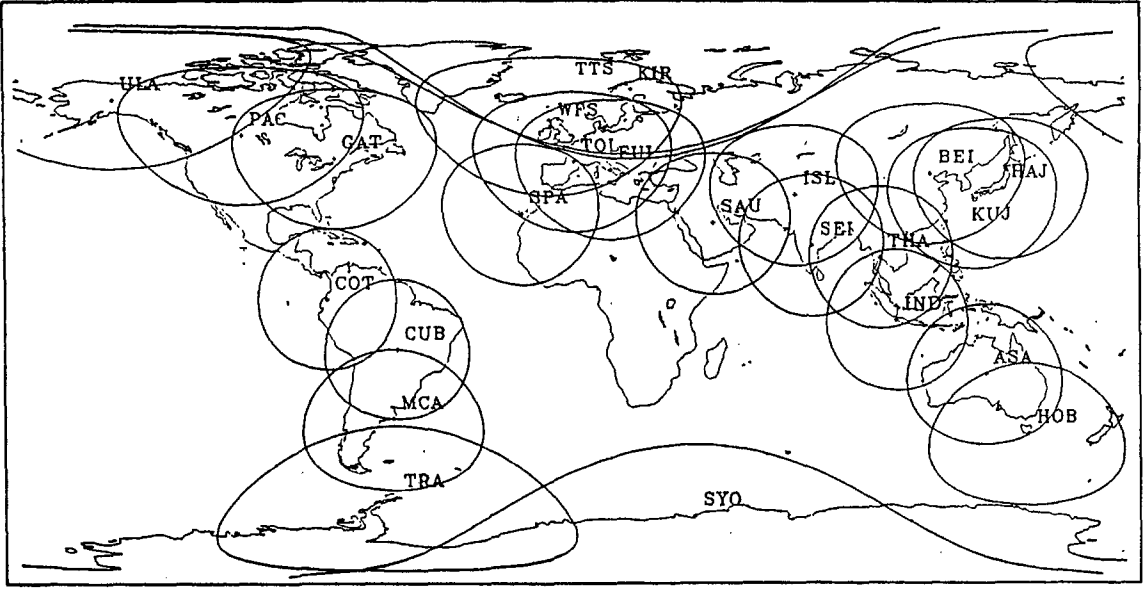 TTS
KIR
ULA
WFS
PAC
GAT
TOL
FUI
BEI
HAJ
ISL
SPA
SAU
KUJ
SEI
THA
COT
IND
CUB
ASA
MCA
HOB
TRA
SYO